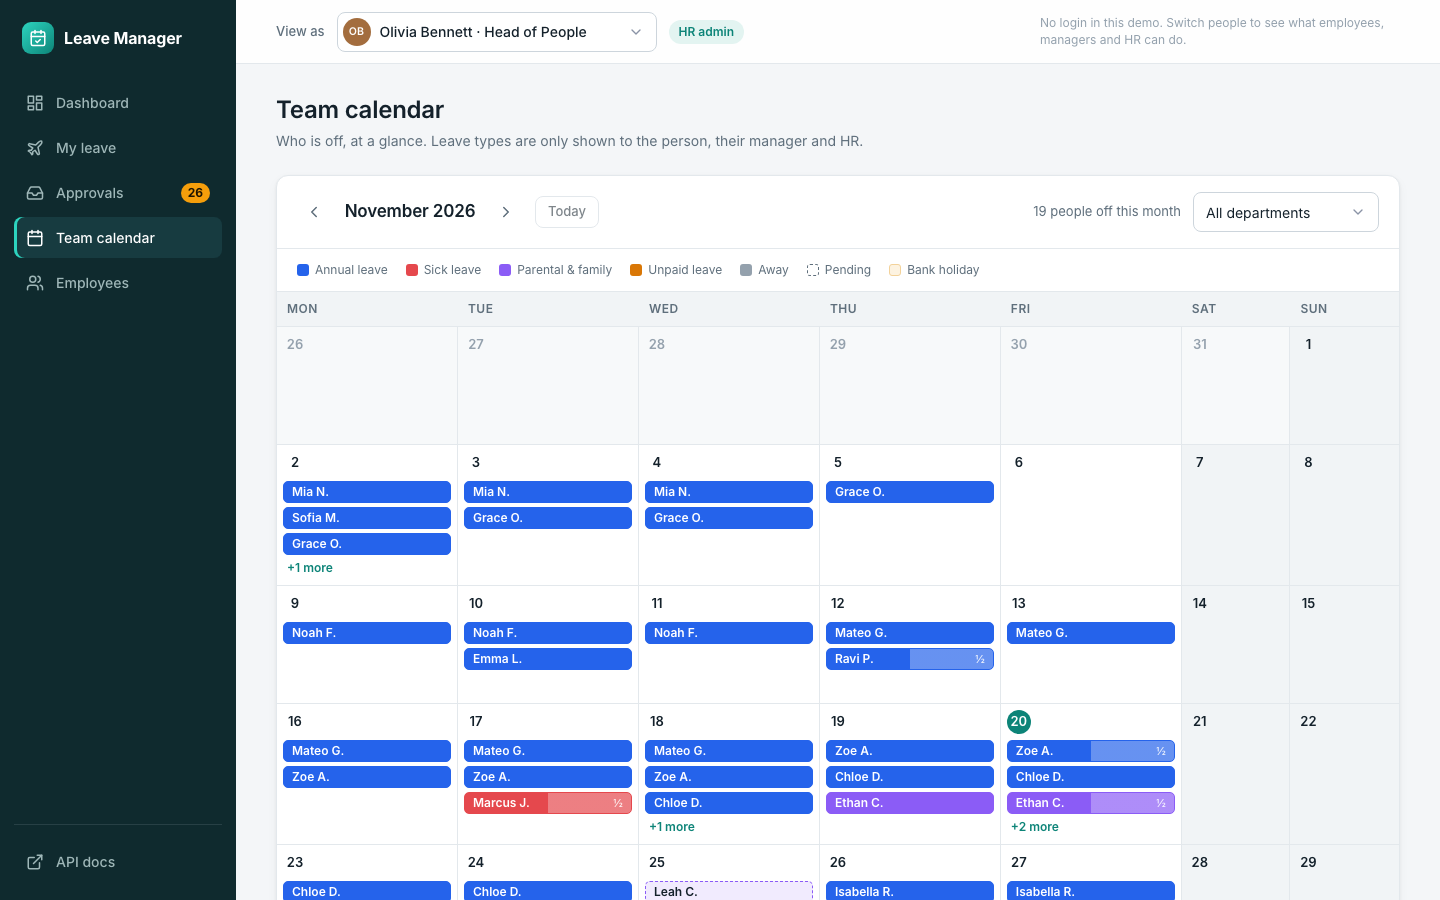 Leave Manager
Dashboard
My leave
Approvals 26
Team calendar
Employees
API docs
View as OB Olivia Bennett · Head of People HR admin
No login in this demo. Switch people to see what employees,
managers and HR can do.
Team calendar
Who is off, at a glance. Leave types are only shown to the person, their manager and HR.
November 2026 Today 19 people off this month All departments
Annual leave Sick leave Parental & family Unpaid leave Away Pending Bank holiday
MON TUE WED THU FRI SAT SUN
26 27 28 29 30 31 1
2 3 4 5 6 7 8
Mia N. Mia N. Mia N. Grace O.
Sofia M. Grace O. Grace O.
Grace O.
+1 more
9 10 11 12 13 14 15
Noah F. Noah F. Noah F. Mateo G. Mateo G.
Emma L. Ravi P. ½
16 17 18 19 20 21 22
Mateo G. Mateo G. Mateo G. Zoe A. Zoe A. ½
Zoe A. Zoe A. Zoe A. Chloe D. Chloe D.
Marcus J. ½ Chloe D. Ethan C. Ethan C. ½
+1 more +2 more
23 24 25 26 27 28 29
Chloe D. Chloe D. Leah C. Isabella R. Isabella R.